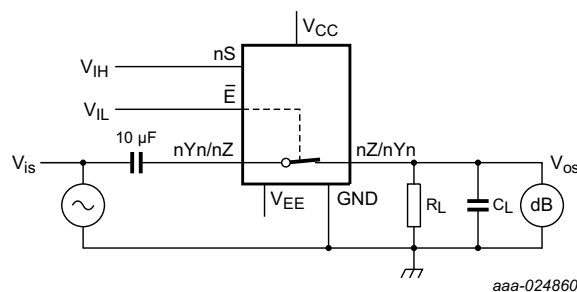 VCC
nS
VIH
E̅
VIL
10 µF
nYn/nZ
nZ/nYn
Vis
Vos
VEE
GND
RL
CL
dB
aaa-024860